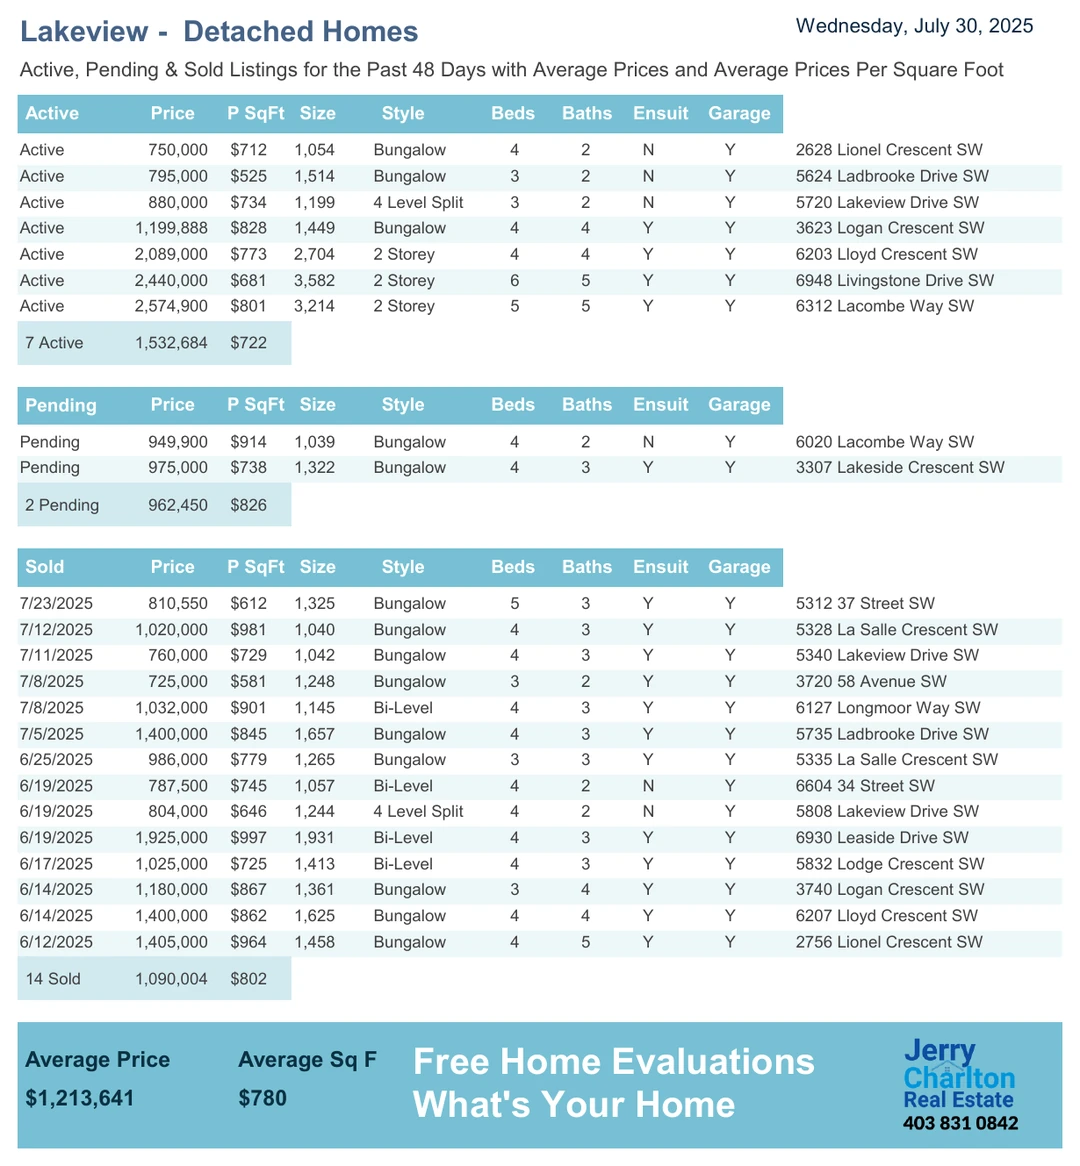 Lakeview - Detached Homes
Wednesday, July 30, 2025
Active, Pending & Sold Listings for the Past 48 Days with Average Prices and Average Prices Per Square Foot
Active Price P SqFt Size Style Beds Baths Ensuit Garage
Active 750,000 $712 1,054 Bungalow 4 2 N Y 2628 Lionel Crescent SW
Active 795,000 $525 1,514 Bungalow 3 2 N Y 5624 Ladbrooke Drive SW
Active 880,000 $734 1,199 4 Level Split 3 2 N Y 5720 Lakeview Drive SW
Active 1,199,888 $828 1,449 Bungalow 4 4 Y Y 3623 Logan Crescent SW
Active 2,089,000 $773 2,704 2 Storey 4 4 Y Y 6203 Lloyd Crescent SW
Active 2,440,000 $681 3,582 2 Storey 6 5 Y Y 6948 Livingstone Drive SW
Active 2,574,900 $801 3,214 2 Storey 5 5 Y Y 6312 Lacombe Way SW
7 Active 1,532,684 $722
Pending Price P SqFt Size Style Beds Baths Ensuit Garage
Pending 949,900 $914 1,039 Bungalow 4 2 N Y 6020 Lacombe Way SW
Pending 975,000 $738 1,322 Bungalow 4 3 Y Y 3307 Lakeside Crescent SW
2 Pending 962,450 $826
Sold Price P SqFt Size Style Beds Baths Ensuit Garage
7/23/2025 810,550 $612 1,325 Bungalow 5 3 Y Y 5312 37 Street SW
7/12/2025 1,020,000 $981 1,040 Bungalow 4 3 Y Y 5328 La Salle Crescent SW
7/11/2025 760,000 $729 1,042 Bungalow 4 3 Y Y 5340 Lakeview Drive SW
7/8/2025 725,000 $581 1,248 Bungalow 3 2 Y Y 3720 58 Avenue SW
7/8/2025 1,032,000 $901 1,145 Bi-Level 4 3 Y Y 6127 Longmoor Way SW
7/5/2025 1,400,000 $845 1,657 Bungalow 4 3 Y Y 5735 Ladbrooke Drive SW
6/25/2025 986,000 $779 1,265 Bungalow 3 3 Y Y 5335 La Salle Crescent SW
6/19/2025 787,500 $745 1,057 Bi-Level 4 2 N Y 6604 34 Street SW
6/19/2025 804,000 $646 1,244 4 Level Split 4 2 N Y 5808 Lakeview Drive SW
6/19/2025 1,925,000 $997 1,931 Bi-Level 4 3 Y Y 6930 Leaside Drive SW
6/17/2025 1,025,000 $725 1,413 Bi-Level 4 3 Y Y 5832 Lodge Crescent SW
6/14/2025 1,180,000 $867 1,361 Bungalow 3 4 Y Y 3740 Logan Crescent SW
6/14/2025 1,400,000 $862 1,625 Bungalow 4 4 Y Y 6207 Lloyd Crescent SW
6/12/2025 1,405,000 $964 1,458 Bungalow 4 5 Y Y 2756 Lionel Crescent SW
14 Sold 1,090,004 $802
Average Price Average Sq F
$1,213,641 $780
Free Home Evaluations
What's Your Home
Jerry
Charlton
Real Estate
403 831 0842